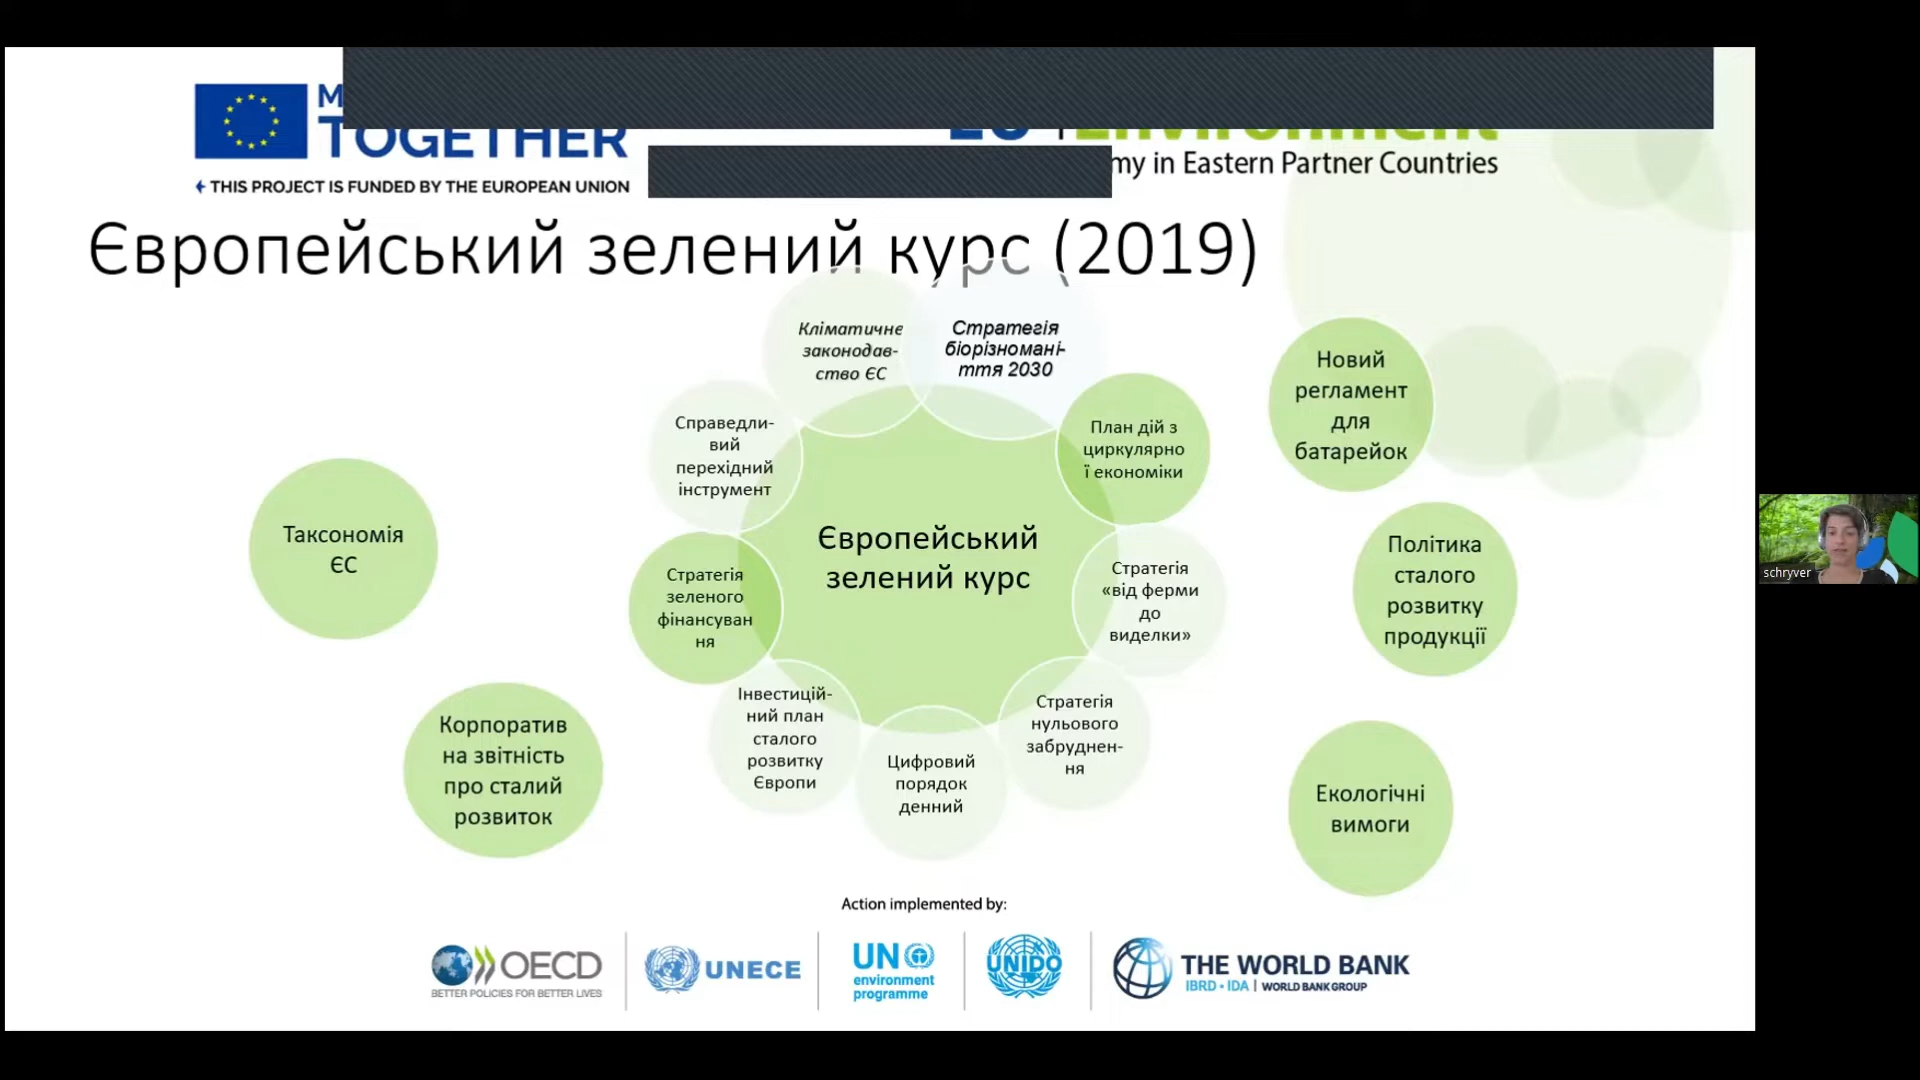 TOGETHER
THIS PROJECT IS FUNDED BY THE EUROPEAN UNION
Environment
in Eastern Partner Countries
Європейський зелений курс (2019)
Кліматичне
законодав-
ство ЄС
Стратегія
біорізномані-
ття 2030
План дій з
циркулярно
ї економіки
Стратегія
«від ферми
до
виделки»
Стратегія
нульового
забруднен-
ня
Цифровий
порядок
денний
Інвестицій-
ний план
сталого
розвитку
Європи
Стратегія
зеленого
фінансуван
ня
Справедли-
вий
перехідний
інструмент
Європейський
зелений курс
Таксономія
ЄС
Корпоратив
на звітність
про сталий
розвиток
Новий
регламент
для
батарейок
Політика
сталого
розвитку
продукції
Екологічні
вимоги
schryver
Action implemented by:
OECD
BETTER POLICIES FOR BETTER LIVES
UNECE
UN
environment
programme
UNIDO
THE WORLD BANK
IBRD • IDA | WORLD BANK GROUP